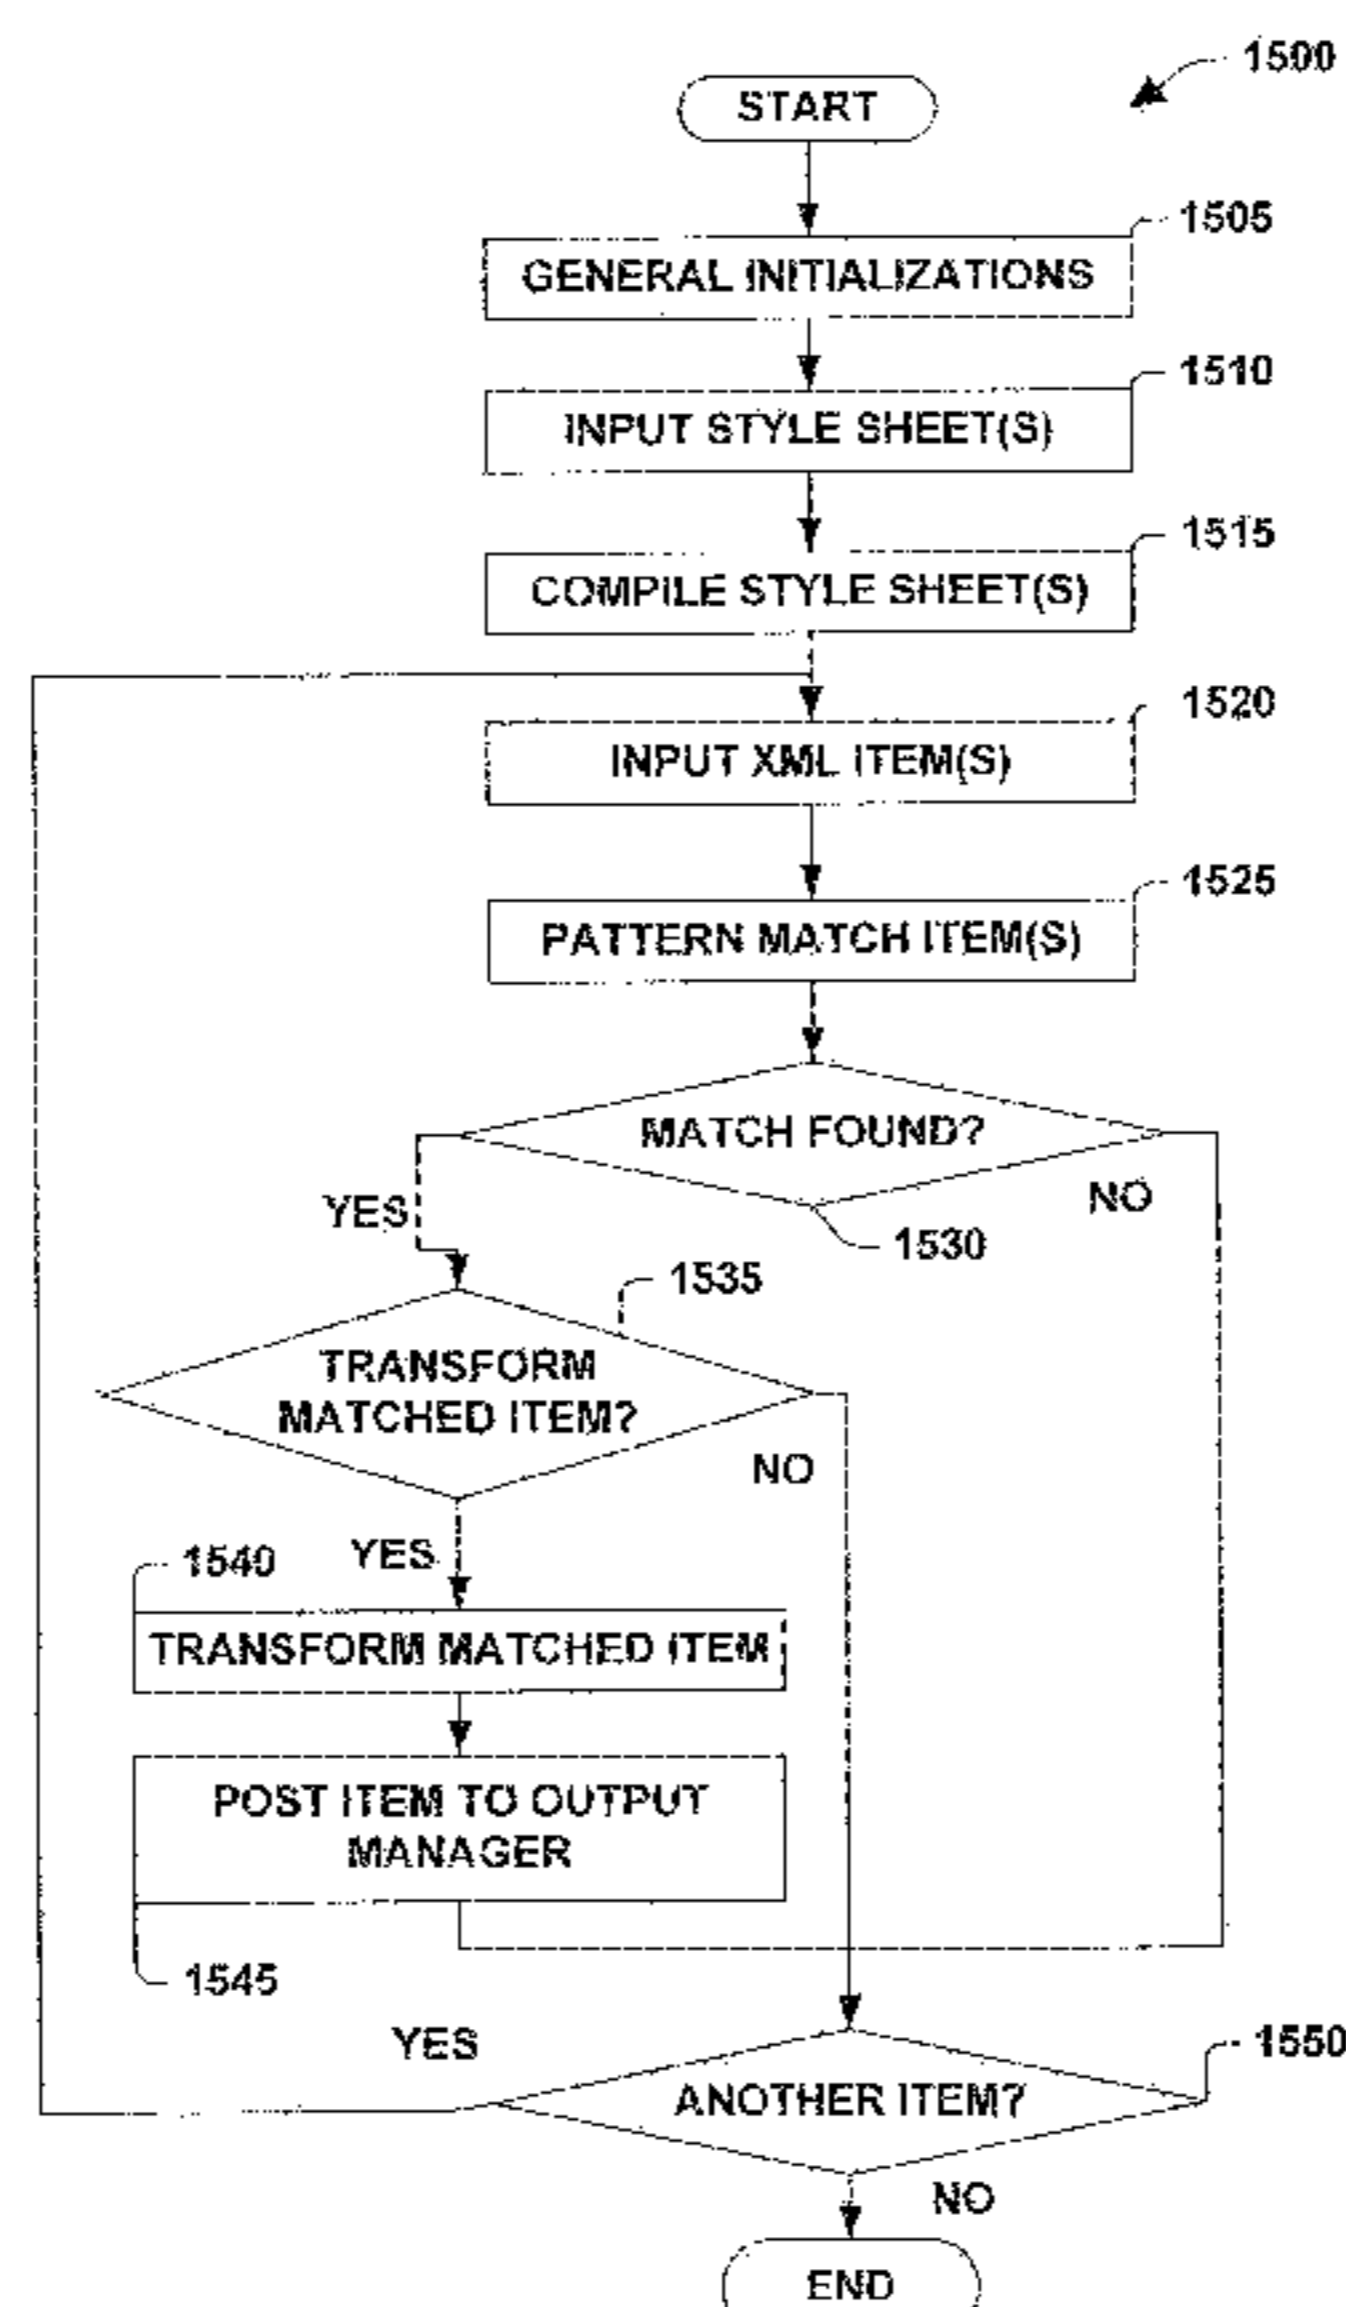 1500
START
1505
GENERAL INITIALIZATIONS
1510
INPUT STYLE SHEET(S)
1515
COMPILE STYLE SHEET(S)
1520
INPUT XML ITEM(S)
1525
PATTERN MATCH ITEM(S)
MATCH FOUND?
YES
NO
1530
1535
TRANSFORM
MATCHED ITEM?
NO
YES
1540
TRANSFORM MATCHED ITEM
POST ITEM TO OUTPUT
MANAGER
1545
YES
1550
ANOTHER ITEM?
NO
END